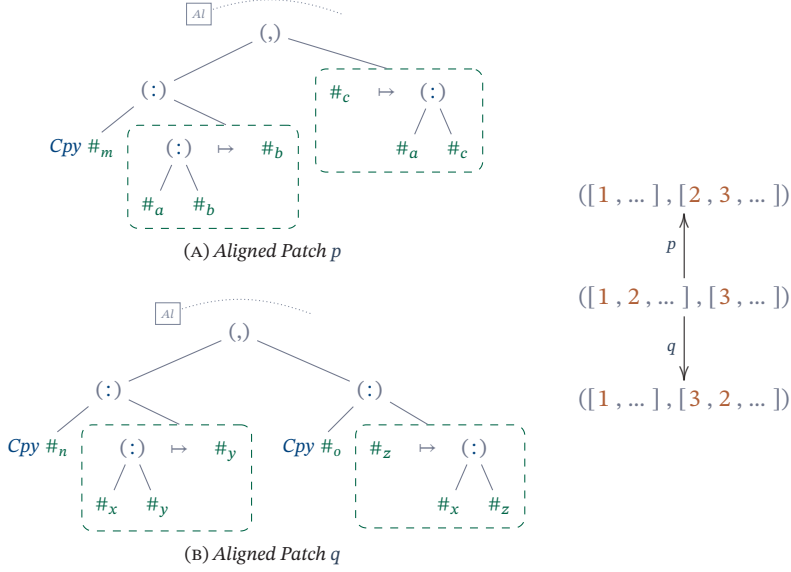 Al
(,)
(:)
#c ↦ (:)
Cpy #m
#a #c
(:) ↦ #b
#a #b
(A) Aligned Patch p
Al
(,)
(:) (:)
Cpy #n
(:) ↦ #y
Cpy #o
#z ↦ (:)
#x #y
#x #z
(B) Aligned Patch q
([1 , ... ] , [2 , 3 , ... ])
p
([1 , 2 , ... ] , [3 , ... ])
q
([1 , ... ] , [3 , 2 , ... ])